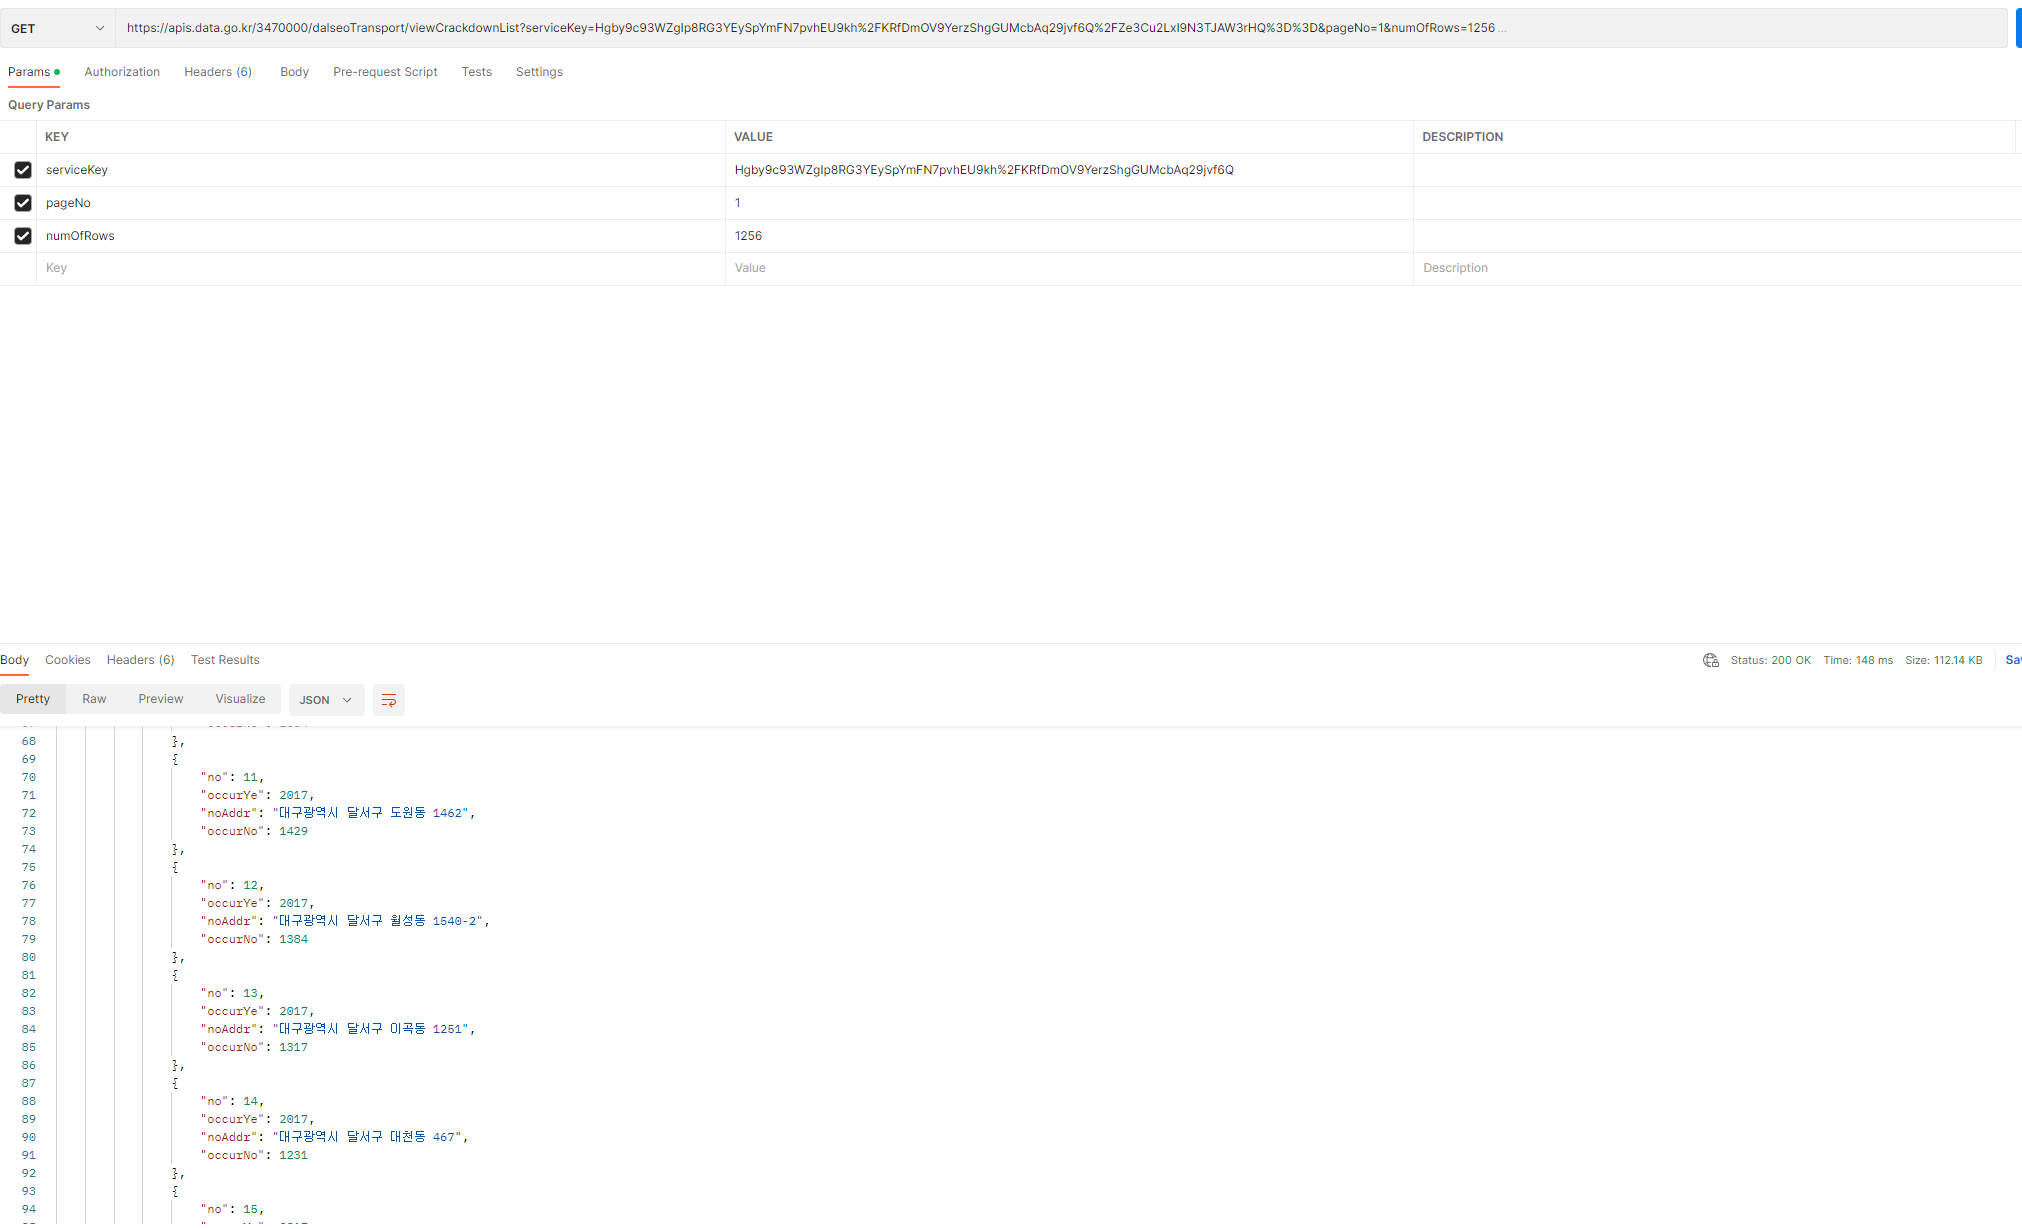 GET https://apis.data.go.kr/3470000/dalseoTransport/viewCrackdownList?serviceKey=Hgby9c93WZgIp8RG3YEySpYmFN7pvhEU9kh%2FKRfDmOV9YerzShgGUMcbAq29jvf6Q%2FZe3Cu2LxI9N3TJAW3rHQ%3D%3D&pageNo=1&numOfRows=1256 ...
Params Authorization Headers (6) Body Pre-request Script Tests Settings
Query Params
KEY VALUE DESCRIPTION
serviceKey Hgby9c93WZgIp8RG3YEySpYmFN7pvhEU9kh%2FKRfDmOV9YerzShgGUMcbAq29jvf6Q
pageNo 1
numOfRows 1256
Key Value Description
Body Cookies Headers (6) Test Results Status: 200 OK Time: 148 ms Size: 112.14 KB Sav
Pretty Raw Preview Visualize JSON
68 },
69 {
70 "no": 11,
71 "occurYe": 2017,
72 "noAddr": "대구광역시 달서구 도원동 1462",
73 "occurNo": 1429
74 },
75 {
76 "no": 12,
77 "occurYe": 2017,
78 "noAddr": "대구광역시 달서구 월성동 1540-2",
79 "occurNo": 1384
80 },
81 {
82 "no": 13,
83 "occurYe": 2017,
84 "noAddr": "대구광역시 달서구 이곡동 1251",
85 "occurNo": 1317
86 },
87 {
88 "no": 14,
89 "occurYe": 2017,
90 "noAddr": "대구광역시 달서구 대천동 467",
91 "occurNo": 1231
92 },
93 {
94 "no": 15,